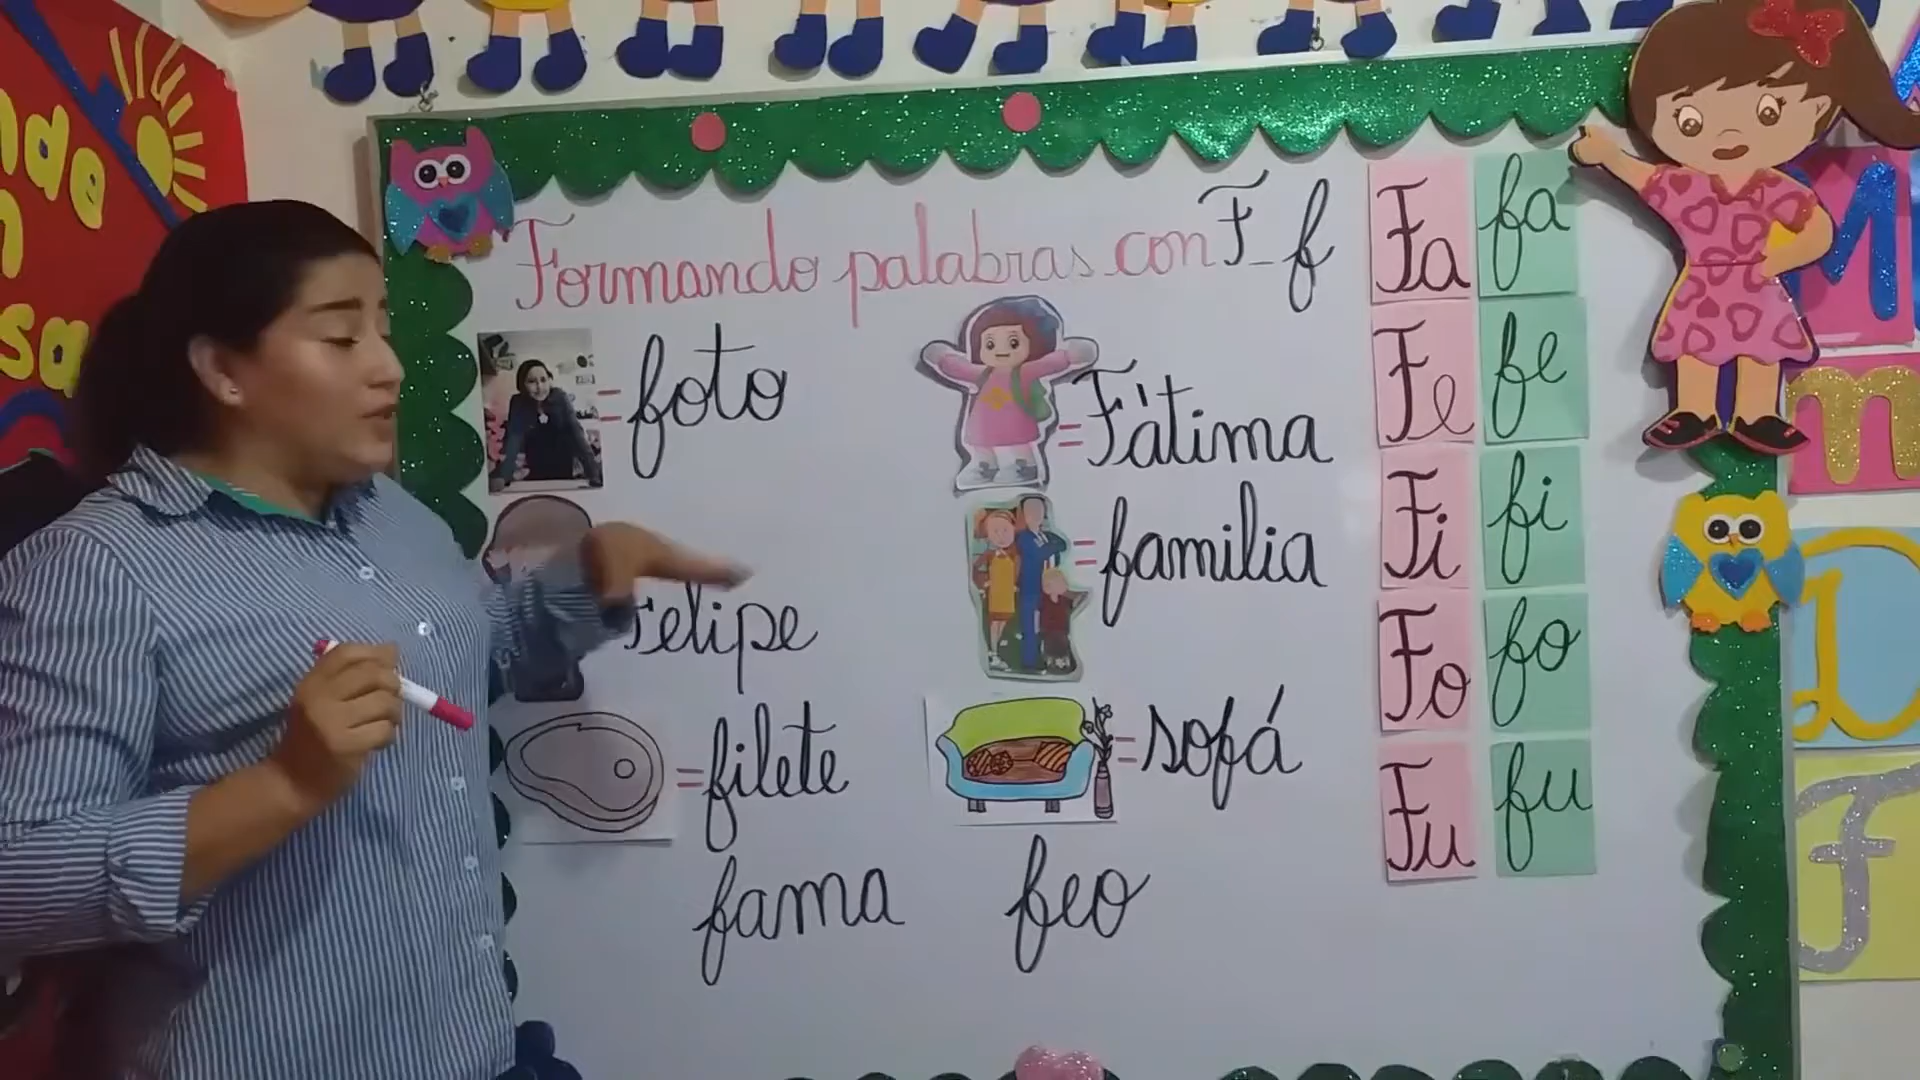 Formando palabras con F f
foto
Fátima
Felipe
familia
filete
sofá
fama feo
Fa fa
Fe fe
Fi fi
Fo fo
Fu fu
M
m
D
F